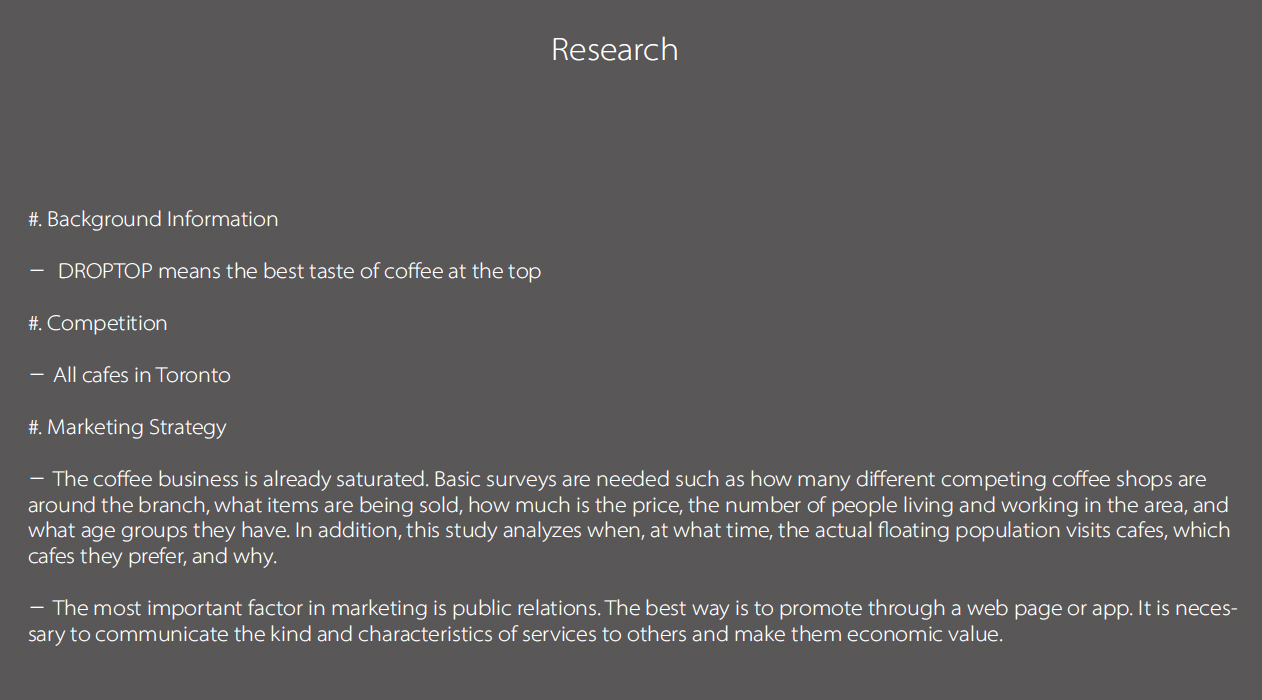 Research
#. Background Information
– DROPTOP means the best taste of coffee at the top
#. Competition
– All cafes in Toronto
#. Marketing Strategy
– The coffee business is already saturated. Basic surveys are needed such as how many different competing coffee shops are
around the branch, what items are being sold, how much is the price, the number of people living and working in the area, and
what age groups they have. In addition, this study analyzes when, at what time, the actual floating population visits cafes, which
cafes they prefer, and why.
– The most important factor in marketing is public relations. The best way is to promote through a web page or app. It is neces-
sary to communicate the kind and characteristics of services to others and make them economic value.